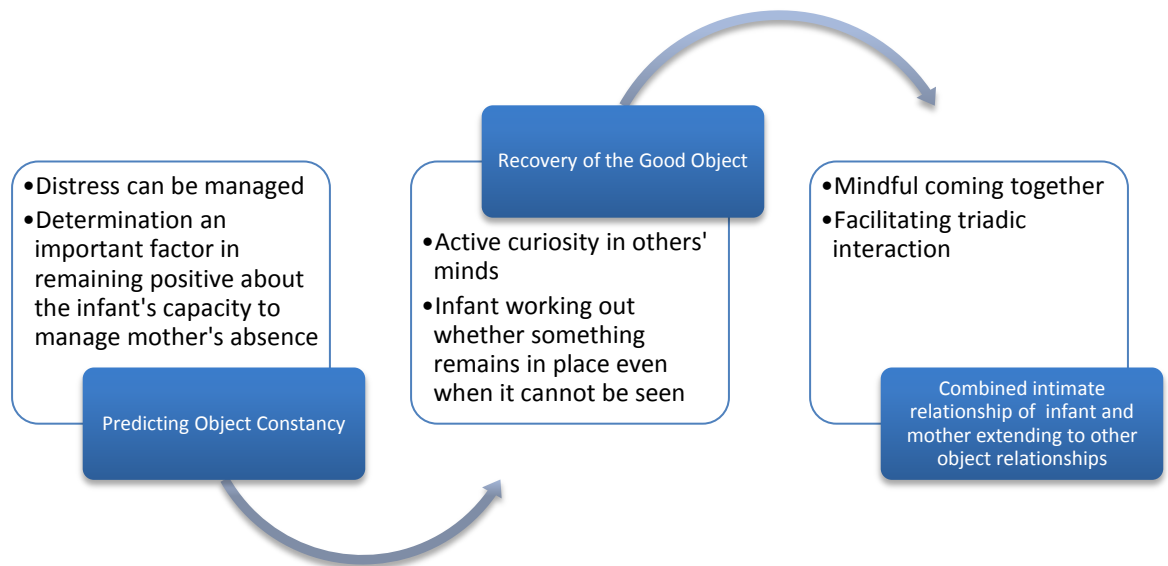 •Distress can be managed
•Determination an
important factor in
remaining positive about
the infant's capacity to
manage mother's absence
Predicting Object Constancy
Recovery of the Good Object
•Active curiosity in others'
minds
•Infant working out
whether something
remains in place even
when it cannot be seen
•Mindful coming together
•Facilitating triadic
interaction
Combined intimate
relationship of infant and
mother extending to other
object relationships